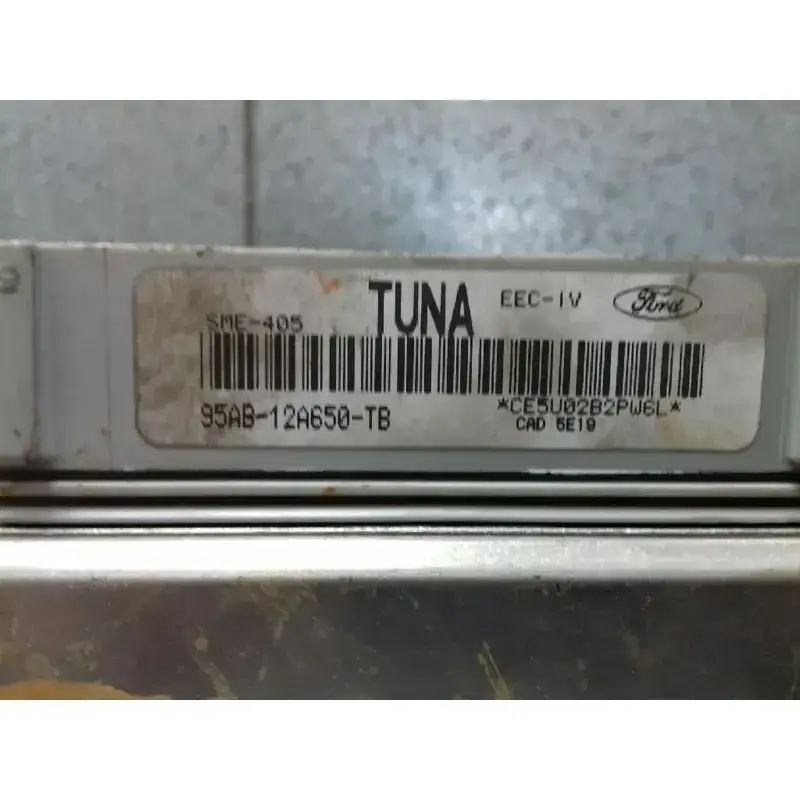 TUNA EEC-IV Ford
SME-405
95AB-12A650-TB *CE5U02B2PW6L*
CAD 5E19